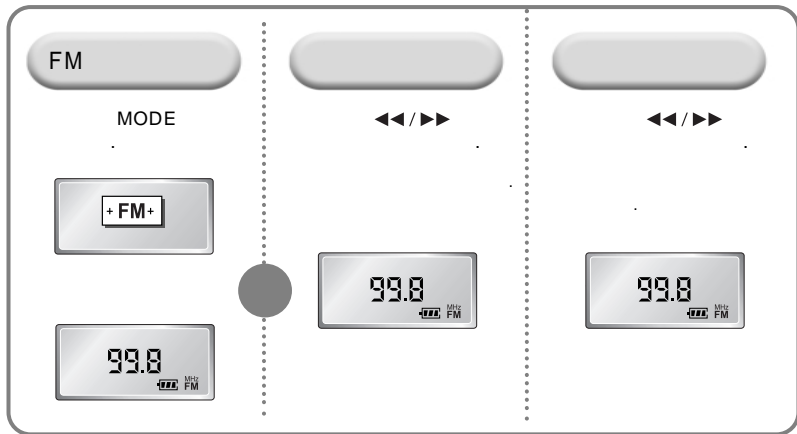 FM
MODE
+ FM +
99.8
MHz
FM
◀◀ / ▶▶
.
.
99.8
MHz
FM
◀◀ / ▶▶
.
.
99.8
MHz
FM